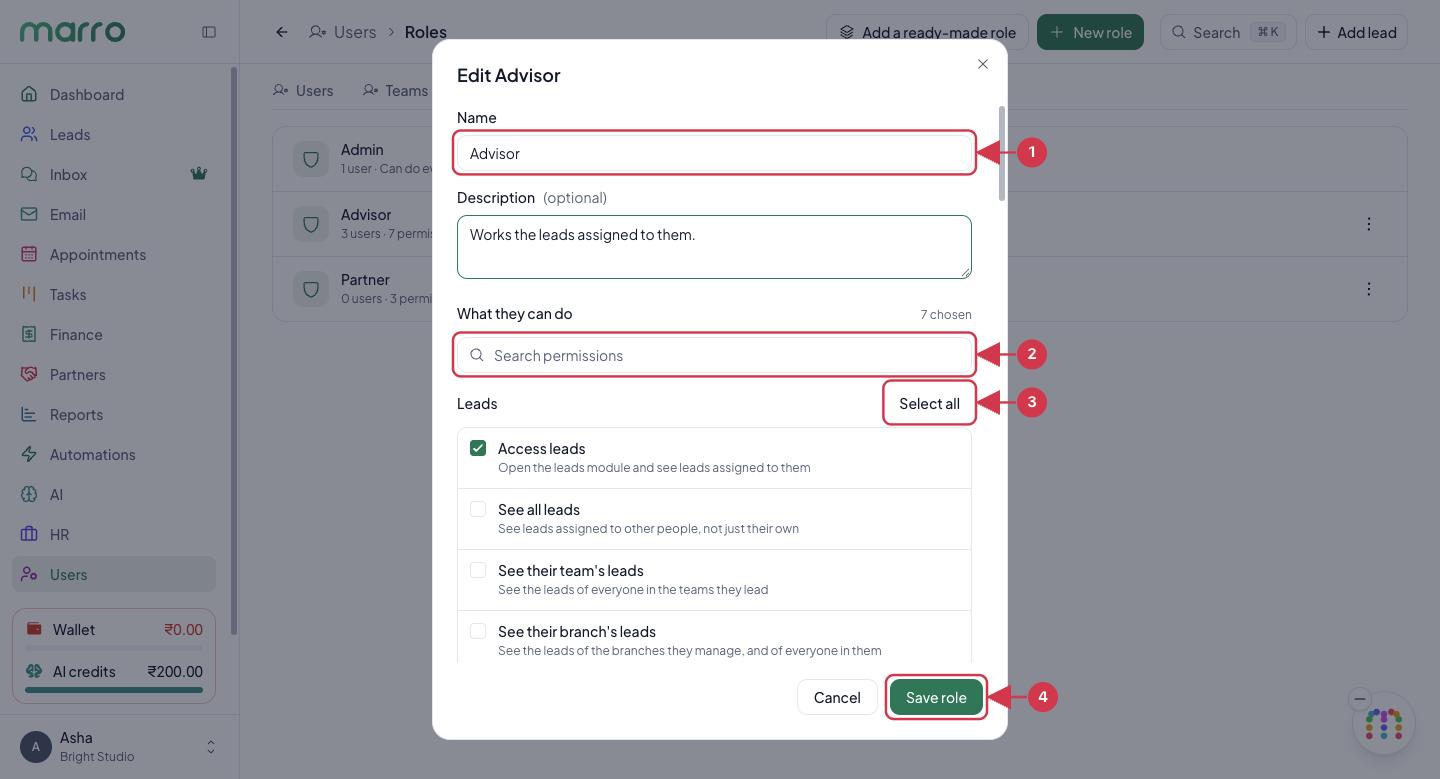 marro
Users
Roles
Add a ready-made role
New role
Search
⌘ K
Add lead
Dashboard
Leads
Inbox
Email
Appointments
Tasks
Finance
Partners
Reports
Automations
AI
HR
Users
Wallet
₹0.00
AI credits
₹200.00
A
Asha
Bright Studio
Users
Teams
Admin
1 user · Can do
Advisor
3 users · 7
Partner
0 users · 3
Edit Advisor
Name
Advisor
1
Description (optional)
Works the leads assigned to them.
What they can do
7 chosen
Search permissions
2
Leads
Select all
3
Access leads
Open the leads module and see leads assigned to them
See all leads
See leads assigned to other people, not just their own
See their team's leads
See the leads of everyone in the teams they lead
See their branch's leads
See the leads of the branches they manage, and of everyone in them
Cancel
Save role
4